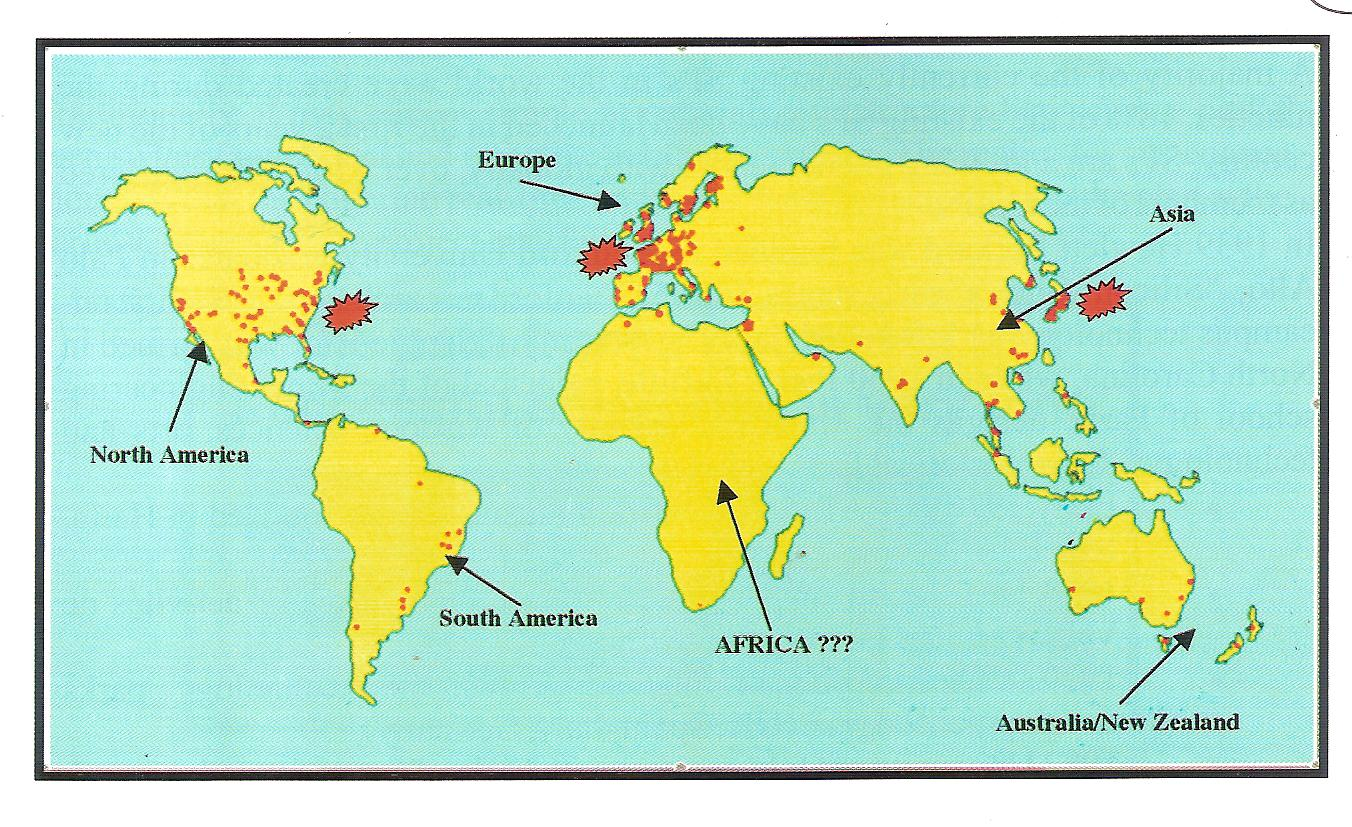 Europe
Asia
North America
South America
AFRICA ???
Australia/New Zealand